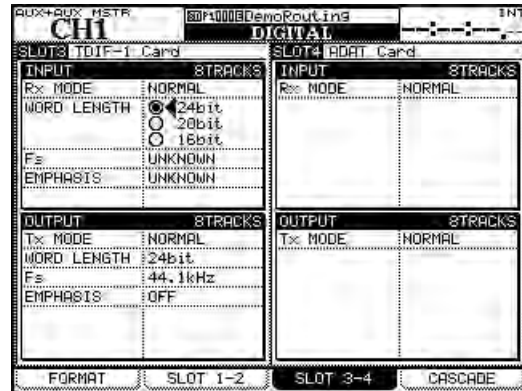 AUX+AUX MSTR
CH1
0001DemoRouting
DIGITAL
INT
--:--:--.--
SLOT3 TDIF-1 Card
INPUT 8TRACKS
Rx MODE NORMAL
WORD LENGTH 24bit
20bit
16bit
Fs UNKNOWN
EMPHASIS UNKNOWN
OUTPUT 8TRACKS
Tx MODE NORMAL
WORD LENGTH 24bit
Fs 44.1kHz
EMPHASIS OFF
SLOT4 ADAT Card
INPUT 8TRACKS
Rx MODE NORMAL
OUTPUT 8TRACKS
Tx MODE NORMAL
FORMAT SLOT 1-2 SLOT 3-4 CASCADE